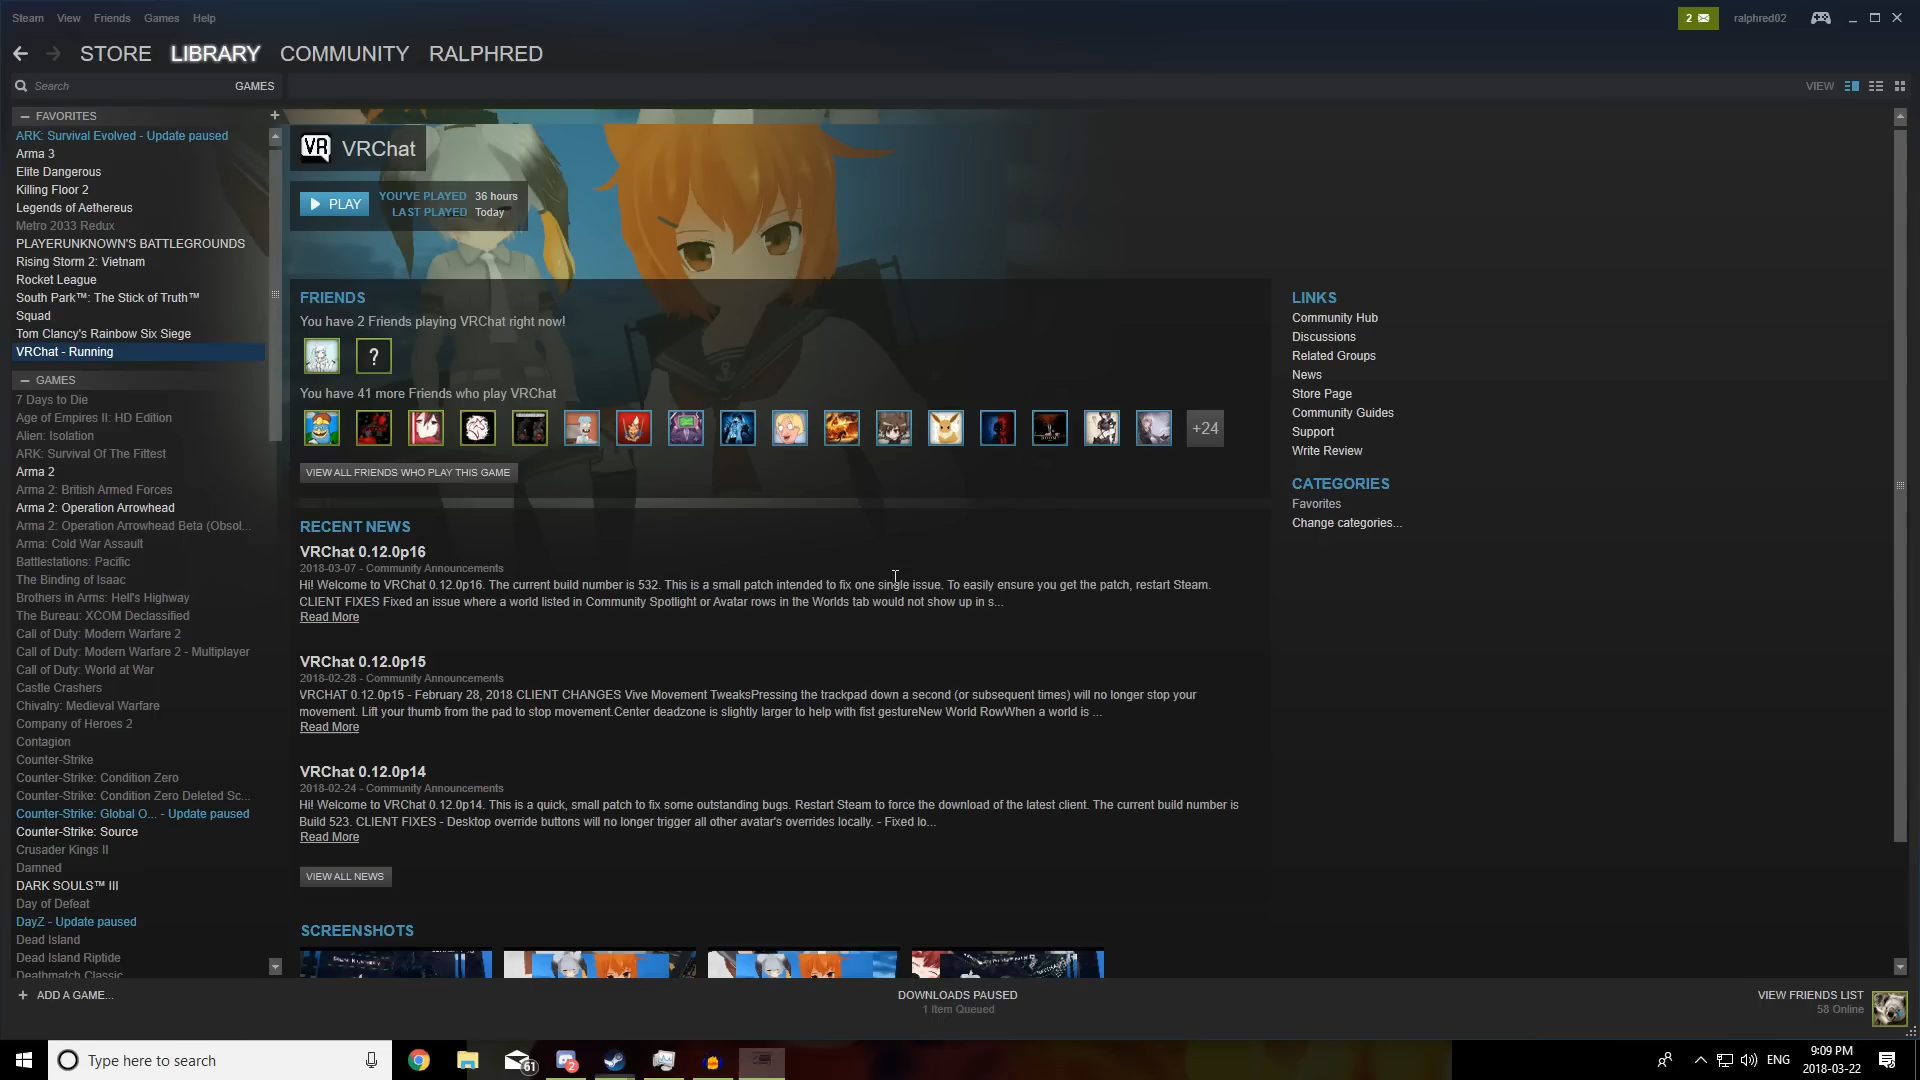 Steam View Friends Games Help
2
ralphred02
STORE LIBRARY COMMUNITY RALPHRED
Search
GAMES
VIEW
FAVORITES
ARK: Survival Evolved - Update paused
Arma 3
Elite Dangerous
Killing Floor 2
Legends of Aethereus
Metro 2033 Redux
PLAYERUNKNOWN'S BATTLEGROUNDS
Rising Storm 2: Vietnam
Rocket League
South Park™: The Stick of Truth™
Squad
Tom Clancy's Rainbow Six Siege
VRChat - Running
GAMES
7 Days to Die
Age of Empires II: HD Edition
Alien: Isolation
ARK: Survival Of The Fittest
Arma 2
Arma 2: British Armed Forces
Arma 2: Operation Arrowhead
Arma 2: Operation Arrowhead Beta (Obsol...
Arma: Cold War Assault
Battlestations: Pacific
The Binding of Isaac
Brothers in Arms: Hell's Highway
The Bureau: XCOM Declassified
Call of Duty: Modern Warfare 2
Call of Duty: Modern Warfare 2 - Multiplayer
Call of Duty: World at War
Castle Crashers
Chivalry: Medieval Warfare
Company of Heroes 2
Contagion
Counter-Strike
Counter-Strike: Condition Zero
Counter-Strike: Condition Zero Deleted Sc...
Counter-Strike: Global O... - Update paused
Counter-Strike: Source
Crusader Kings II
Damned
DARK SOULS™ III
Day of Defeat
DayZ - Update paused
Dead Island
Dead Island Riptide
Deathmatch Classic
VR VRChat
PLAY
YOU'VE PLAYED 36 hours
LAST PLAYED Today
FRIENDS
You have 2 Friends playing VRChat right now!
?
You have 41 more Friends who play VRChat
+24
VIEW ALL FRIENDS WHO PLAY THIS GAME
RECENT NEWS
VRChat 0.12.0p16
2018-03-07 - Community Announcements
Hi! Welcome to VRChat 0.12.0p16. The current build number is 532. This is a small patch intended to fix one single issue. To easily ensure you get the patch, restart Steam.
CLIENT FIXES Fixed an issue where a world listed in Community Spotlight or Avatar rows in the Worlds tab would not show up in s...
Read More
VRChat 0.12.0p15
2018-02-28 - Community Announcements
VRCHAT 0.12.0p15 - February 28, 2018 CLIENT CHANGES Vive Movement TweaksPressing the trackpad down a second (or subsequent times) will no longer stop your
movement. Lift your thumb from the pad to stop movement.Center deadzone is slightly larger to help with fist gestureNew World RowWhen a world is ...
Read More
VRChat 0.12.0p14
2018-02-24 - Community Announcements
Hi! Welcome to VRChat 0.12.0p14. This is a quick, small patch to fix some outstanding bugs. Restart Steam to force the download of the latest client. The current build number is
Build 523. CLIENT FIXES - Desktop override buttons will no longer trigger all other avatar's overrides locally. - Fixed lo...
Read More
VIEW ALL NEWS
SCREENSHOTS
LINKS
Community Hub
Discussions
Related Groups
News
Store Page
Community Guides
Support
Write Review
CATEGORIES
Favorites
Change categories...
ADD A GAME...
DOWNLOADS PAUSED
1 Item Queued
VIEW FRIENDS LIST
58 Online
Type here to search
61
2
ENG
9:09 PM
2018-03-22